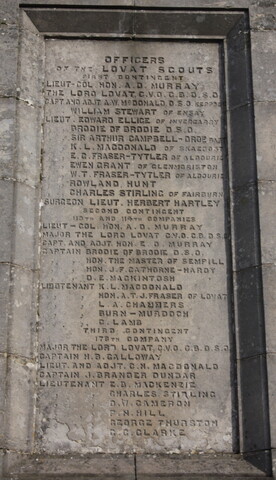 OFFICERS
OF THE LOVAT SCOUTS
FIRST CONTINGENT
LIEUT-COL HON. A.D. MURRAY.
THE LORD LOVAT, C.V.O. C.B. D.S.O.
CAPT AND ADJT A.W. MCDONALD, D.S.O.
WILLIAM STEWART OF
LIEUT. EDWARD ELLICE OF INVERGARRY
BRODIE OF BRODIE D.S.O.
SIR ARTHUR CAMPBELL-ORDE BART
K.L. MACDONALD OF SKAEBOST
E.D. FRASER-TYTLER OF ALDOURIE
EWEN GRANT OF GLENMORISTON
W.T. FRASER-TYTLER OF ALDOURIE
ROWLAND HUNT
CHARLES STIRLING OF FAIRBURN
SURGEON LIEUT. HERBERT HARTLEY
SECOND CONTINGENT
113TH AND 114TH COMPANIES
LIEUT-COL HON. A.D. MURRAY
MAJOR THE LORD LOVAT, C.V.O. C.B. D.S.O.
CAPT. AND ADJT. HON. E.O. MURRAY
CAPTAIN BRODIE OF BRODIE, D.S.O.
HON. THE MASTER OF SEMPILL
HON. J.F. GATHORNE-HARDY
D.E. MACKINTOSH
LIEUTENANT K.L. MACDONALD
HON. A.T.J. FRASER OF LOVAT
L.A. CHAMBERS
BURN-MURDOCH
C. LAMB
THIRD CONTINGENT
175TH COMPANY
MAJOR THE LORD LOVAT, C.V.O. C.B. D.S.O.
CAPTAIN H.B. GALLOWAY
LIEUT. AND ADJT. C.H. MACDONALD
CAPTAIN J. BRANDER DUNBAR
LIEUTENANT E.B. MACKENZIE
CHARLES STIRLING
D.W. CAMERON
P.N. HILL
GEORGE THURSTON
C.C. CLARKE